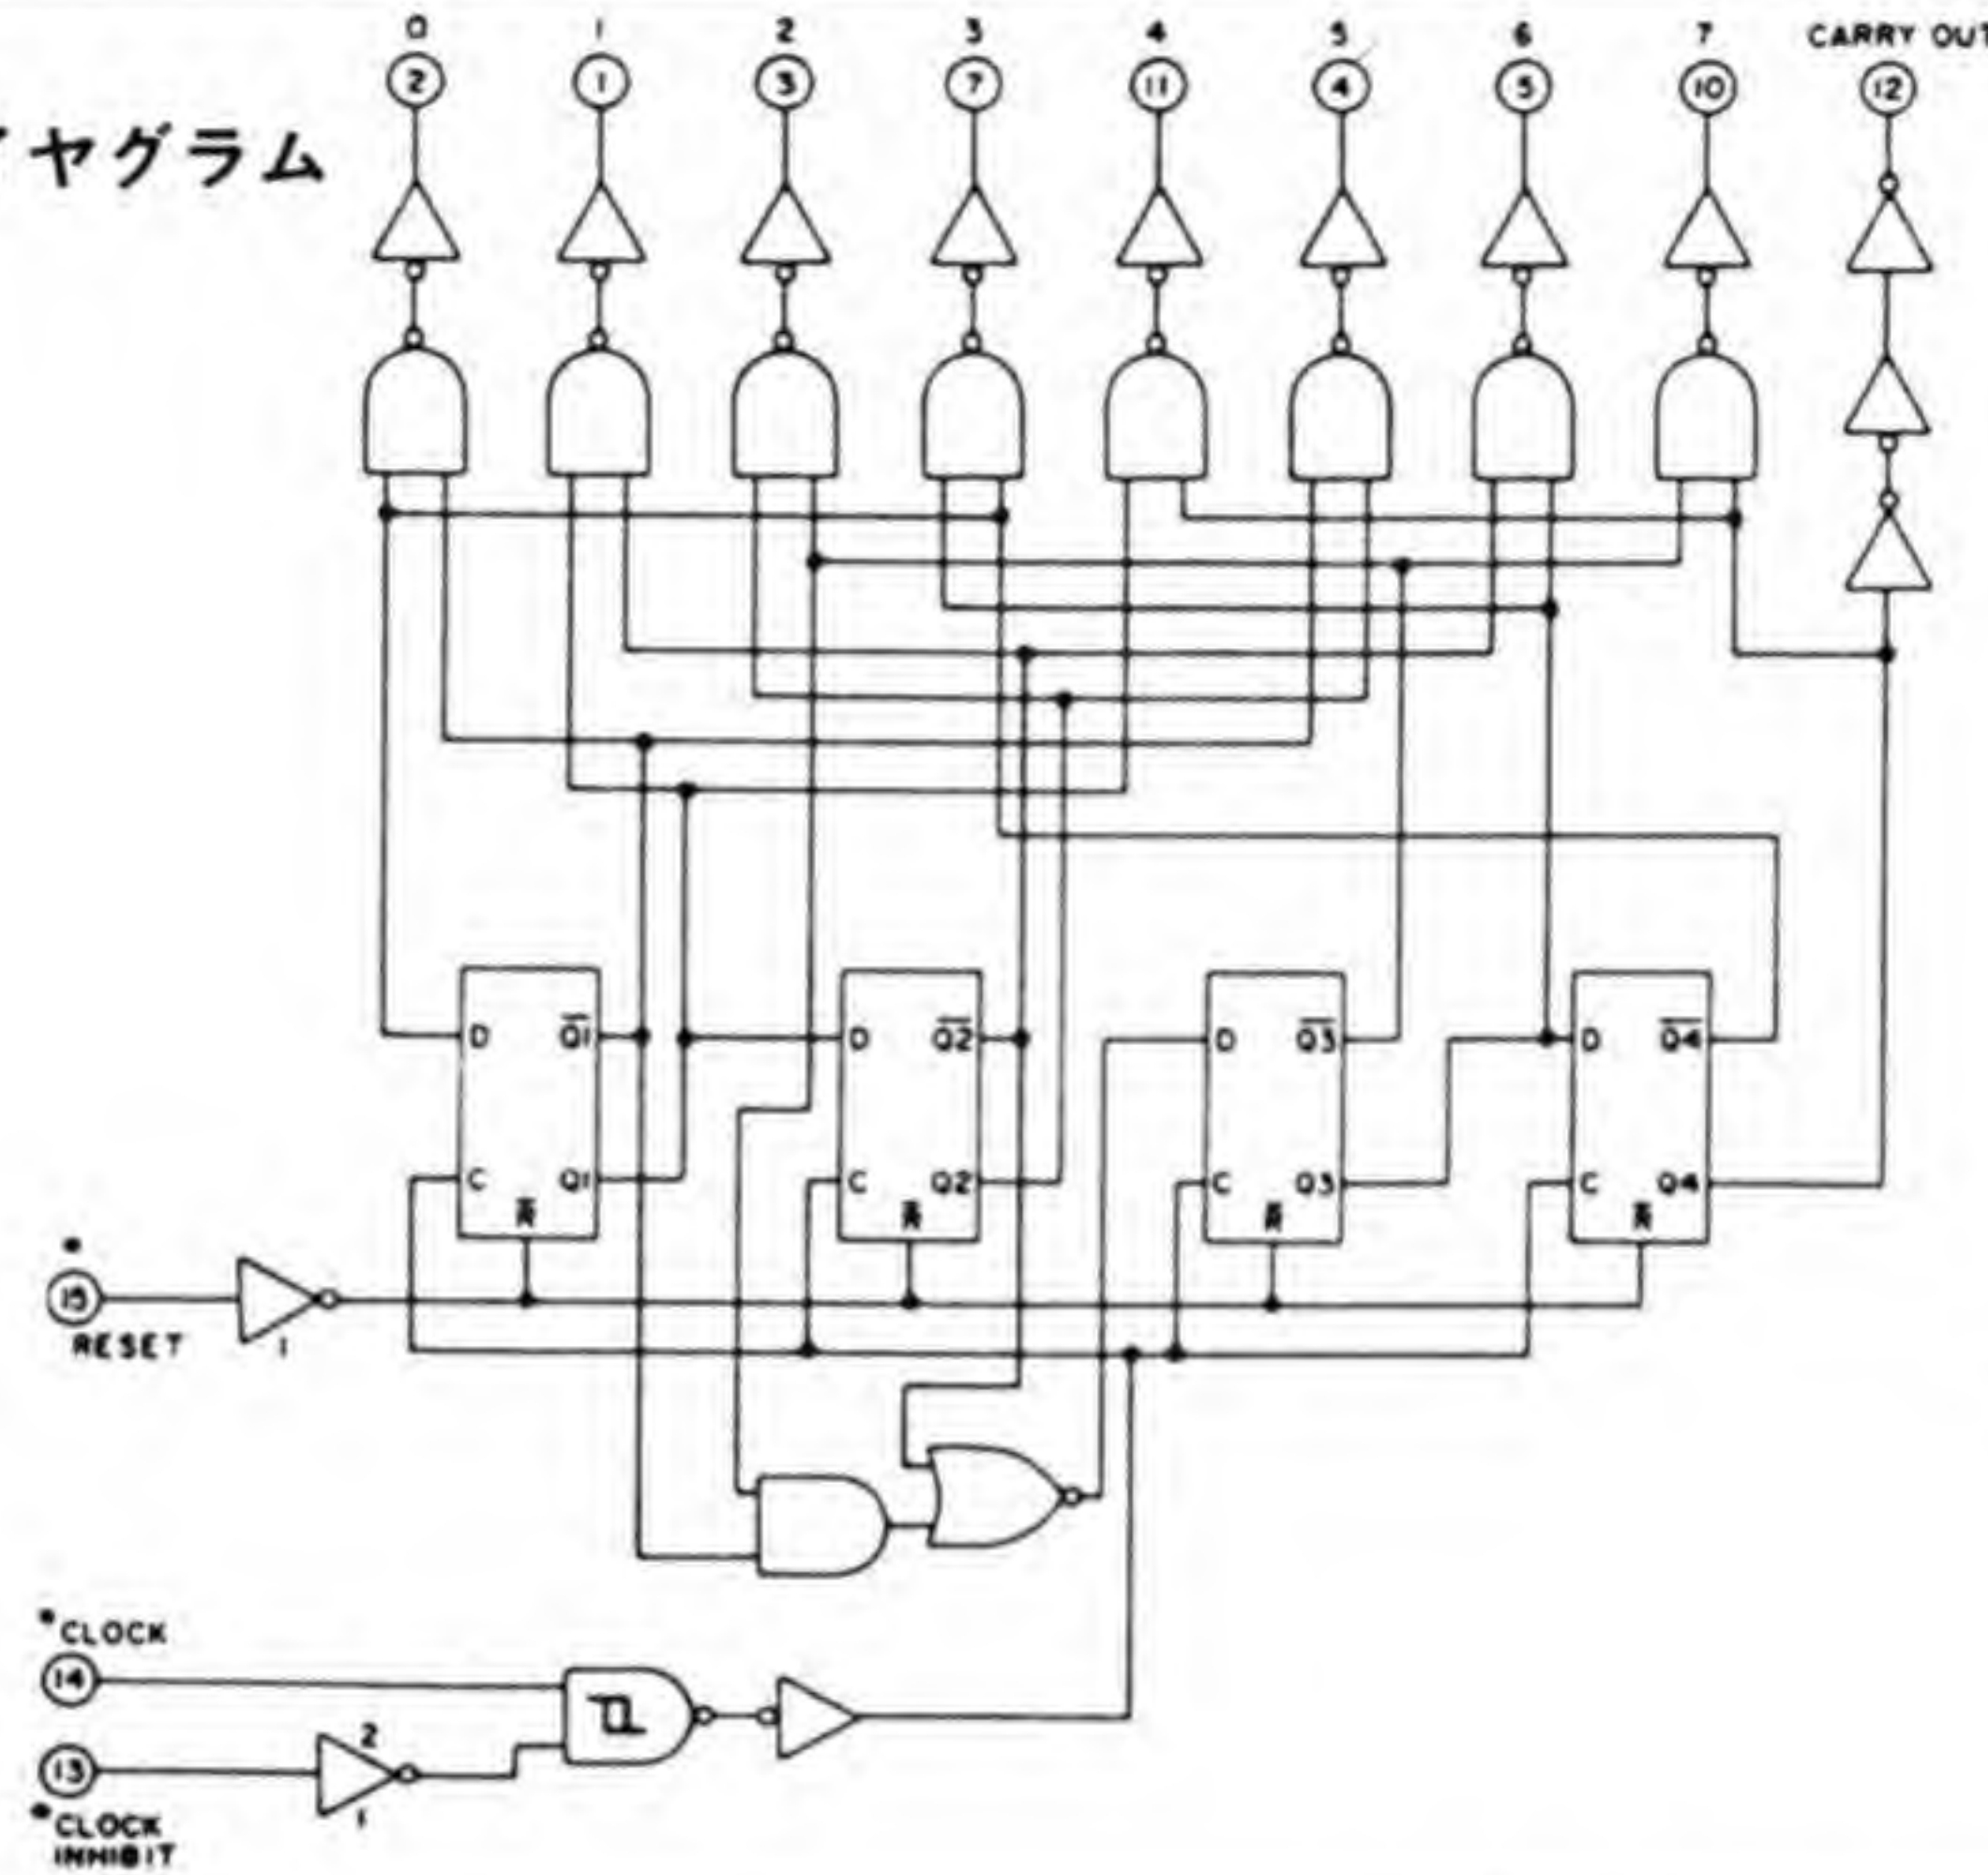 0 1 2 3 4 5 6 7 CARRY OUT
2 1 3 7 11 4 5 10 12
ヤグラム
D Q1 D Q2 D Q3 D Q4
C Q1 C Q2 C Q3 C Q4
R R R R
*
15
RESET
1
*CLOCK
14
2
13
1
*CLOCK
INHIBIT